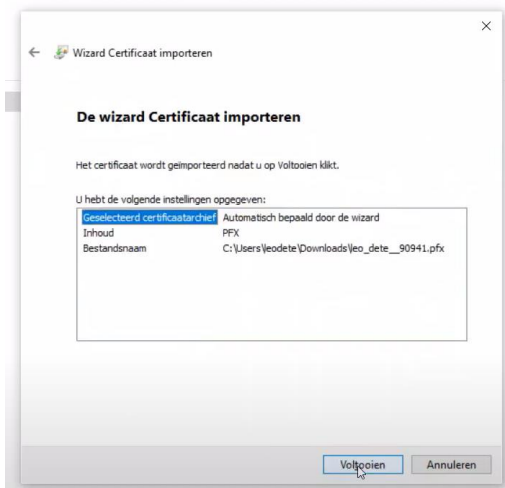 Wizard Certificaat importeren
De wizard Certificaat importeren
Het certificaat wordt geïmporteerd nadat u op Voltooien klikt.
U hebt de volgende instellingen opgegeven:
Geselecteerd certificaatarchief Automatisch bepaald door de wizard
Inhoud PFX
Bestandsnaam C:\Users\leodete\Downloads\leo_dete__90941.pfx
Voltooien Annuleren